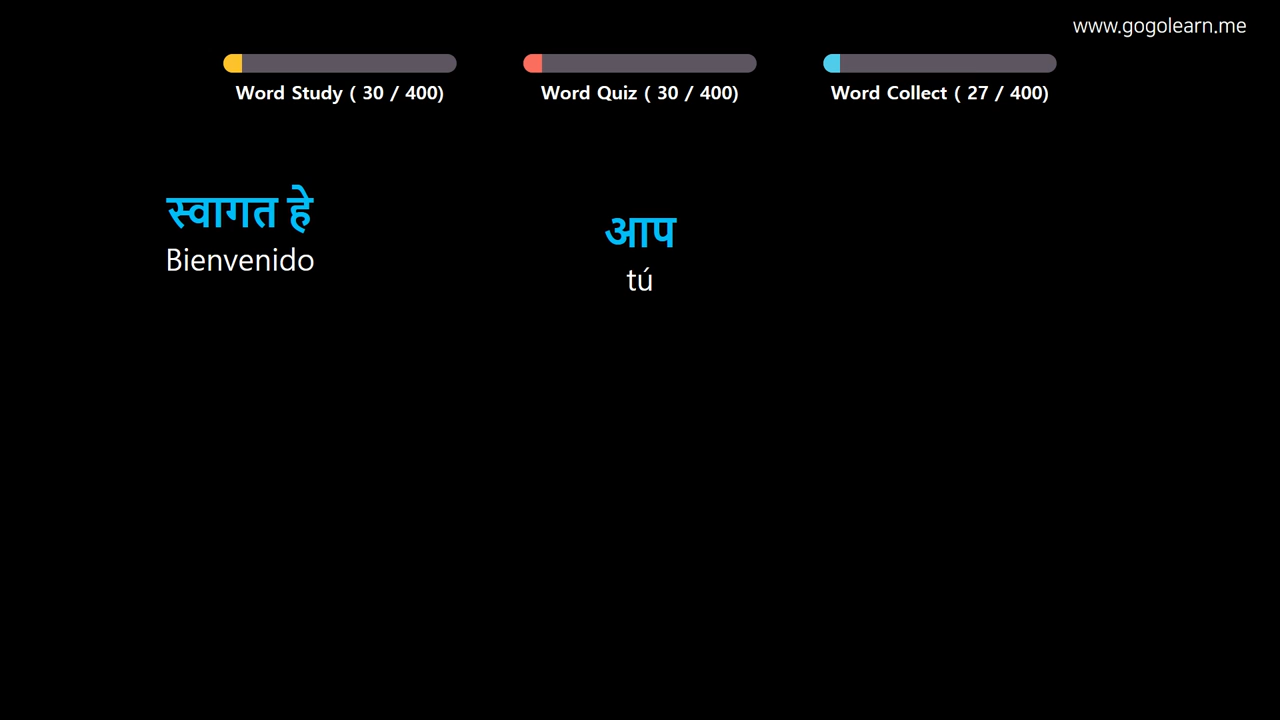 www.gogolearn.me
Word Study ( 30 / 400)
Word Quiz ( 30 / 400)
Word Collect ( 27 / 400)
स्वागत हे
Bienvenido
आप
tú